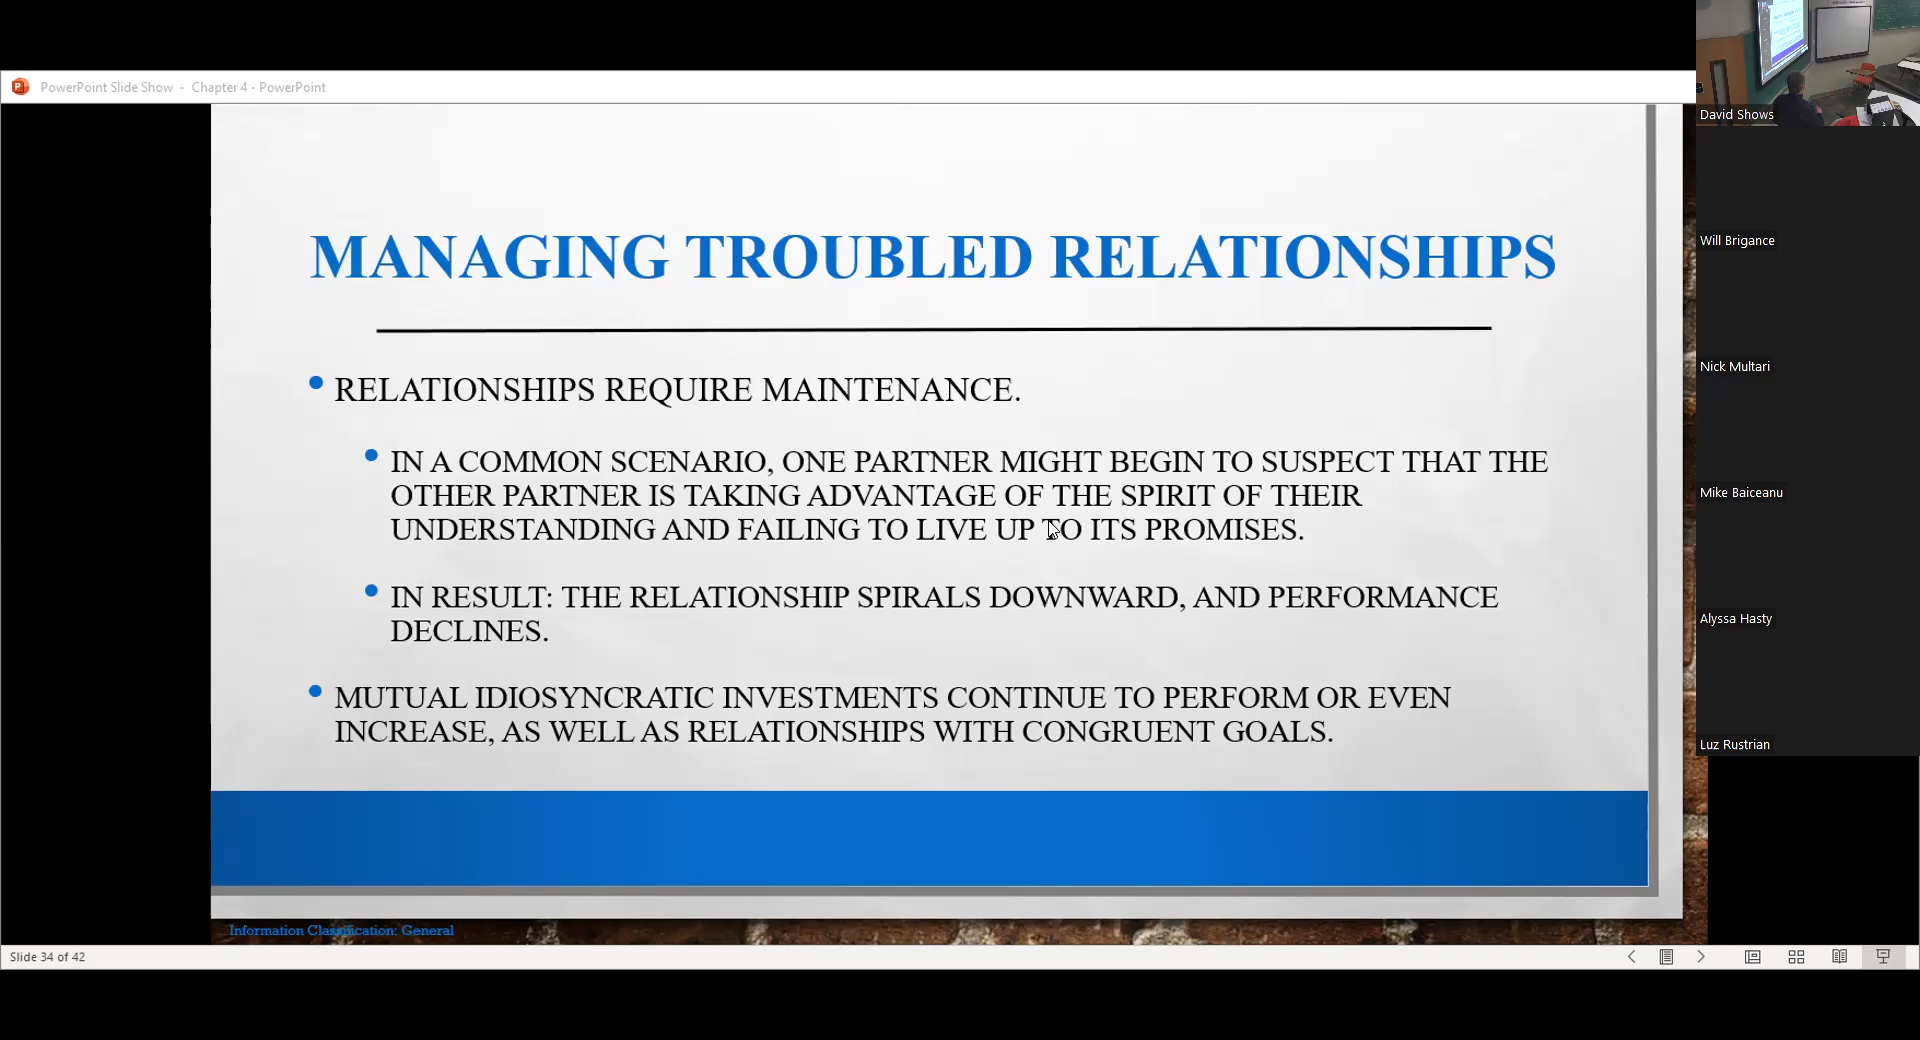 PowerPoint Slide Show - Chapter 4 - PowerPoint
David Shows
MANAGING TROUBLED RELATIONSHIPS
Will Brigance
Nick Multari
RELATIONSHIPS REQUIRE MAINTENANCE.
IN A COMMON SCENARIO, ONE PARTNER MIGHT BEGIN TO SUSPECT THAT THE
OTHER PARTNER IS TAKING ADVANTAGE OF THE SPIRIT OF THEIR
UNDERSTANDING AND FAILING TO LIVE UP TO ITS PROMISES.
Mike Baiceanu
IN RESULT: THE RELATIONSHIP SPIRALS DOWNWARD, AND PERFORMANCE
DECLINES.
Alyssa Hasty
MUTUAL IDIOSYNCRATIC INVESTMENTS CONTINUE TO PERFORM OR EVEN
INCREASE, AS WELL AS RELATIONSHIPS WITH CONGRUENT GOALS.
Luz Rustrian
Information Classification: General
Slide 34 of 42